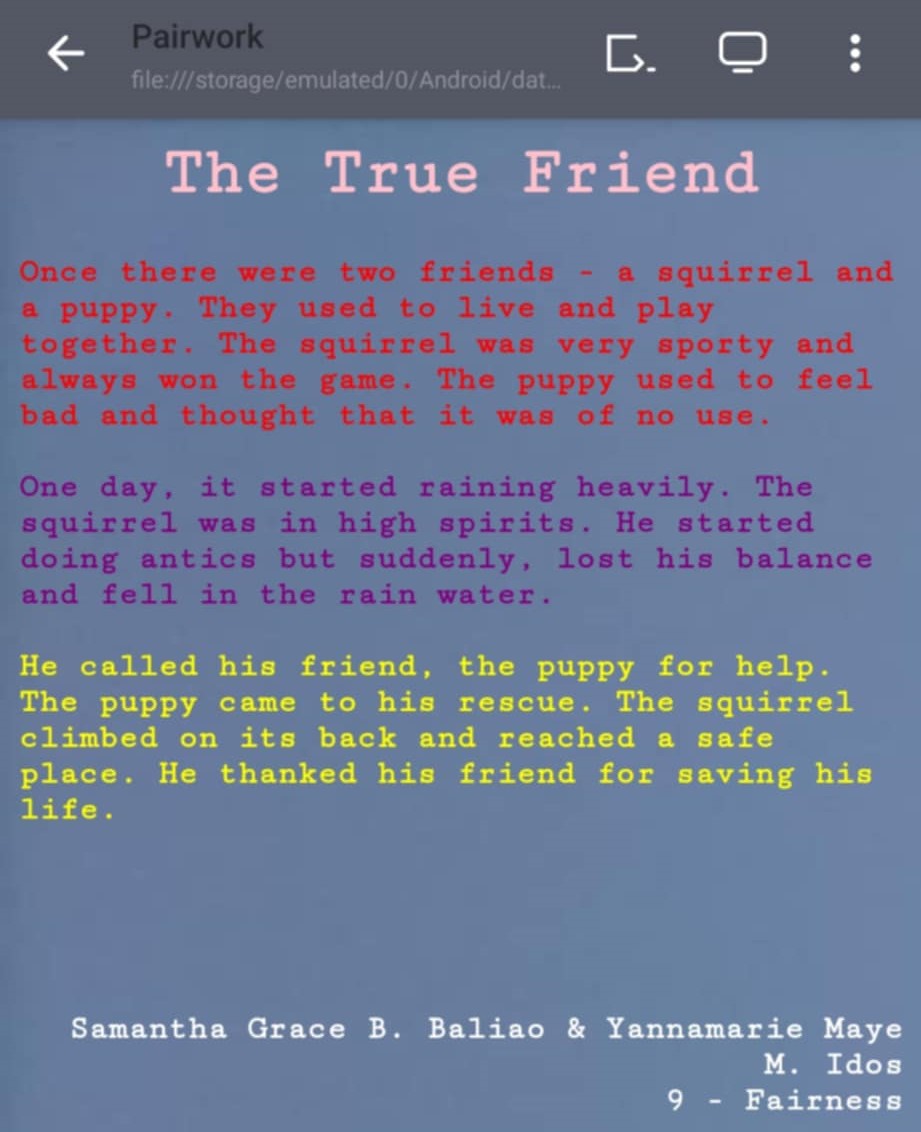 Pairwork
file:///storage/emulated/0/Android/dat...
The True Friend
Once there were two friends - a squirrel and
a puppy. They used to live and play
together. The squirrel was very sporty and
always won the game. The puppy used to feel
bad and thought that it was of no use.
One day, it started raining heavily. The
squirrel was in high spirits. He started
doing antics but suddenly, lost his balance
and fell in the rain water.
He called his friend, the puppy for help.
The puppy came to his rescue. The squirrel
climbed on its back and reached a safe
place. He thanked his friend for saving his
life.
Samantha Grace B. Baliao & Yannamarie Maye
M. Idos
9 - Fairness